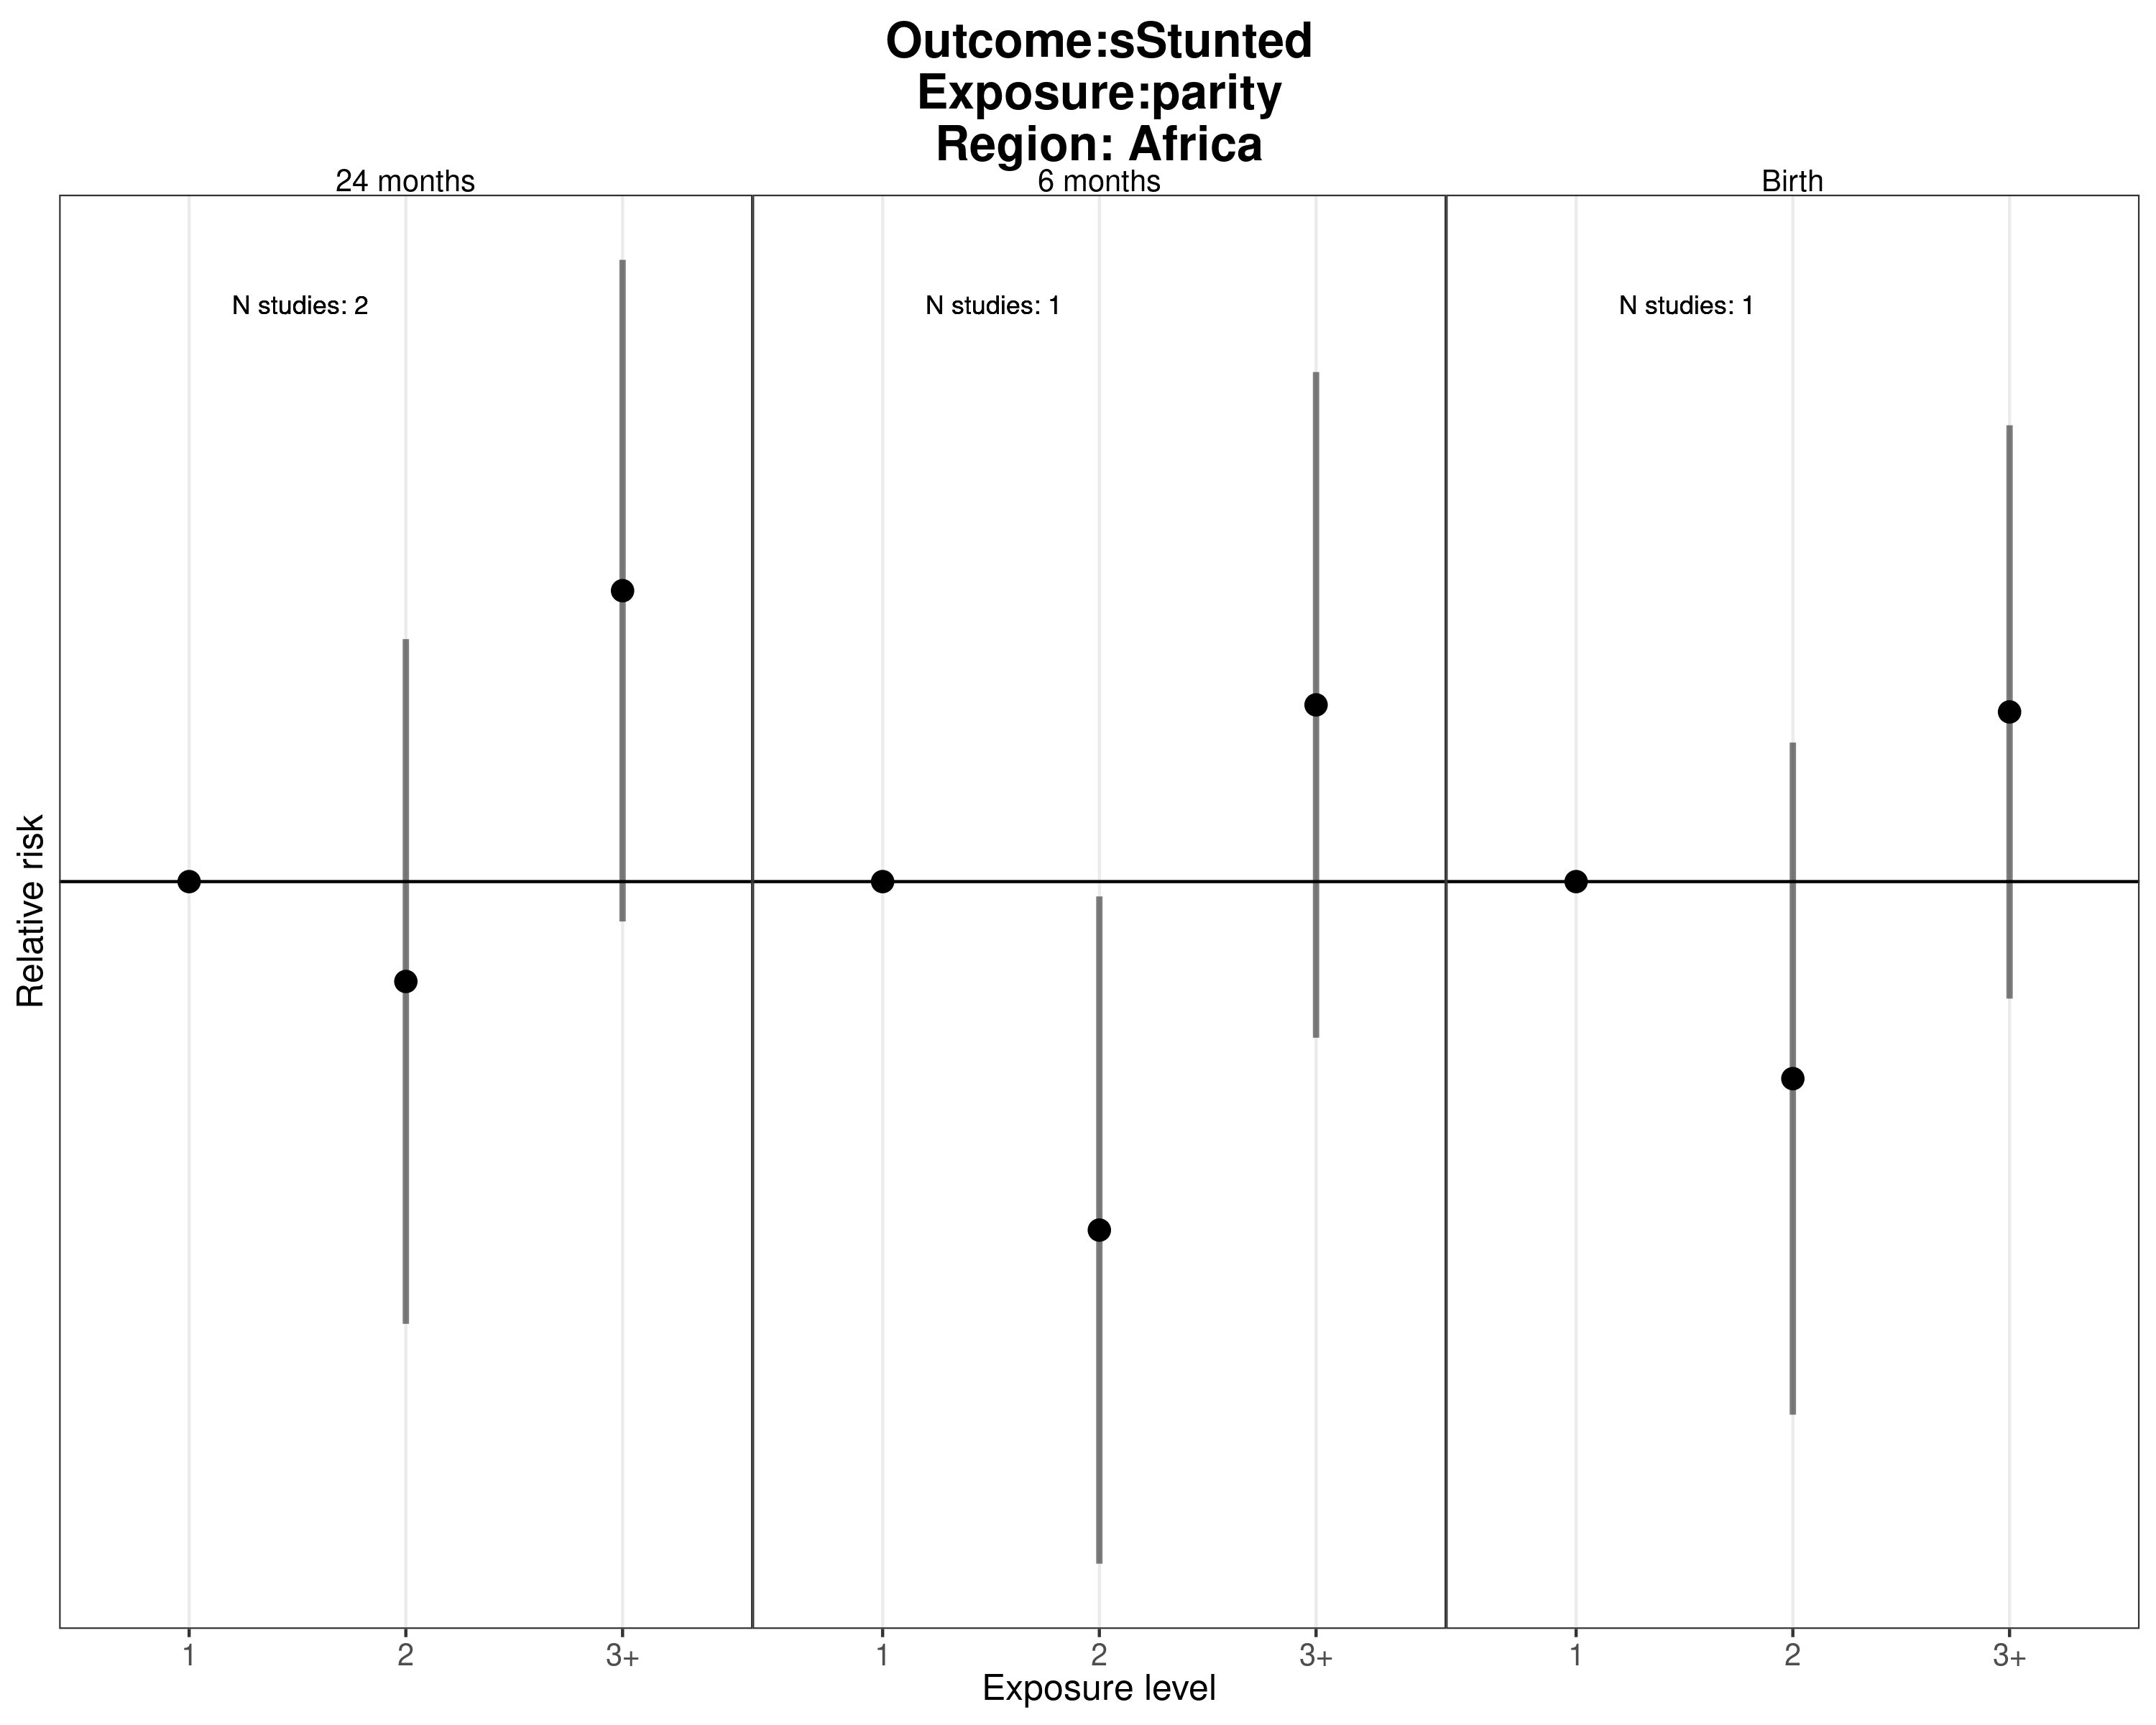 Outcome:sStunted
Exposure:parity
Region: Africa
24 months
6 months
Birth
N studies: 2
N studies: 1
N studies: 1
Relative risk
1
2
3+
1
2
3+
1
2
3+
Exposure level